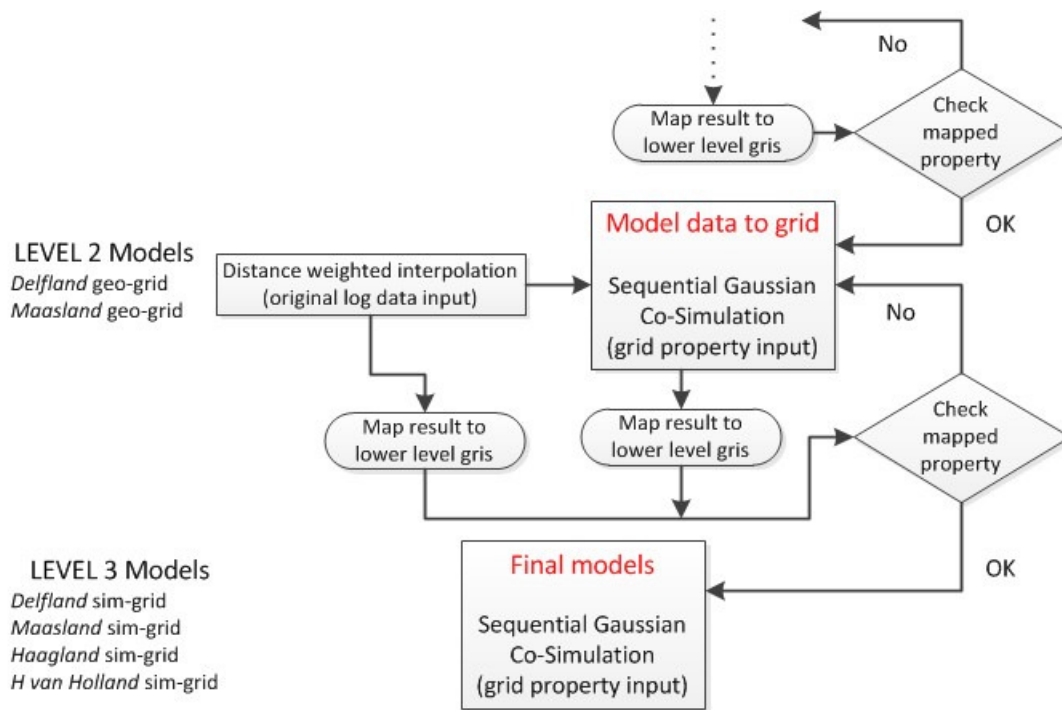 No
Map result to
lower level gris
Check
mapped
property
OK
LEVEL 2 Models
Delfland geo-grid
Maasland geo-grid
Distance weighted interpolation
(original log data input)
Model data to grid
Sequential Gaussian
Co-Simulation
(grid property input)
No
Map result to
lower level gris
Map result to
lower level gris
Check
mapped
property
OK
LEVEL 3 Models
Delfland sim-grid
Maasland sim-grid
Haagland sim-grid
H van Holland sim-grid
Final models
Sequential Gaussian
Co-Simulation
(grid property input)